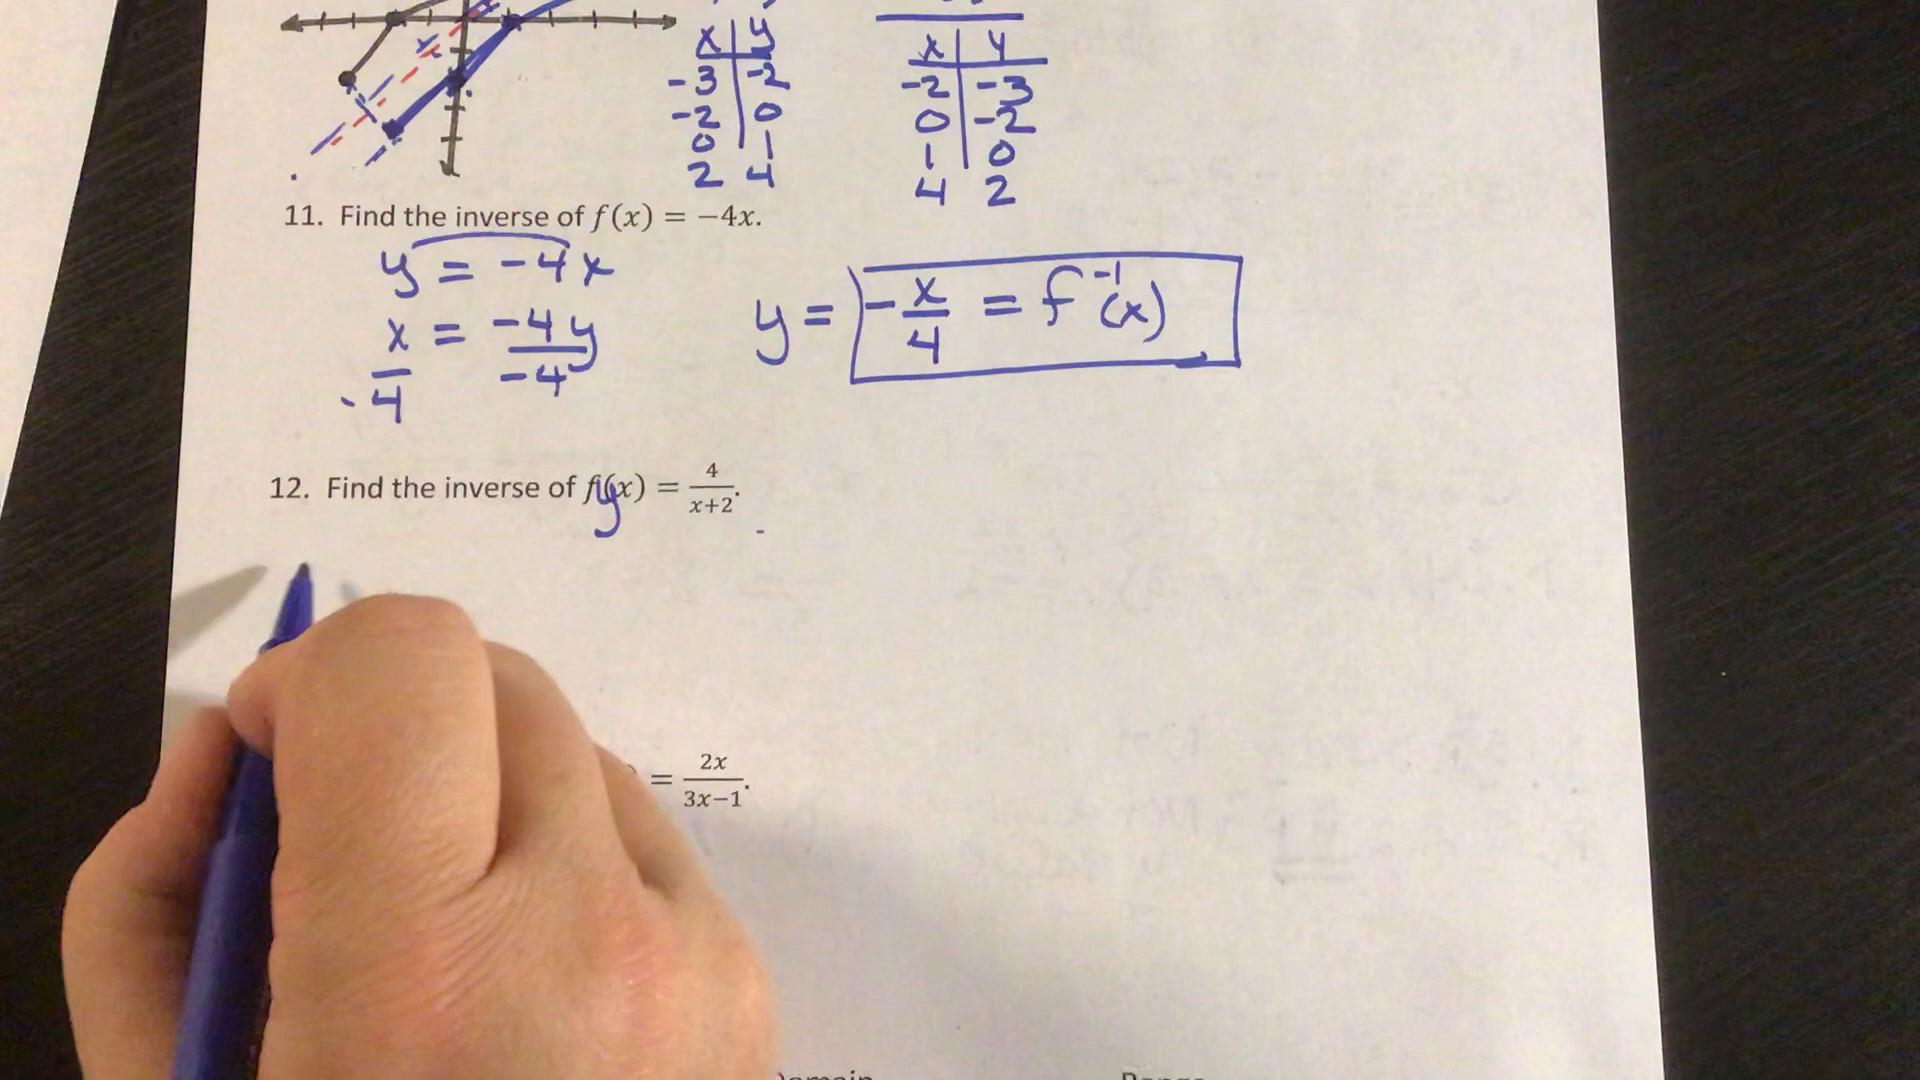 x | y
-3 | -2
-2 | 0
0 | 1
2 | 4
x | y
-2 | -3
0 | -2
1 | 0
4 | 2
11. Find the inverse of f(x) = −4x.
y = -4x
x/-4 = -4y/-4
y = -x/4 = f⁻¹(x)
12. Find the inverse of f(x) = 4/(x+2).
y
= 2x/(3x−1).